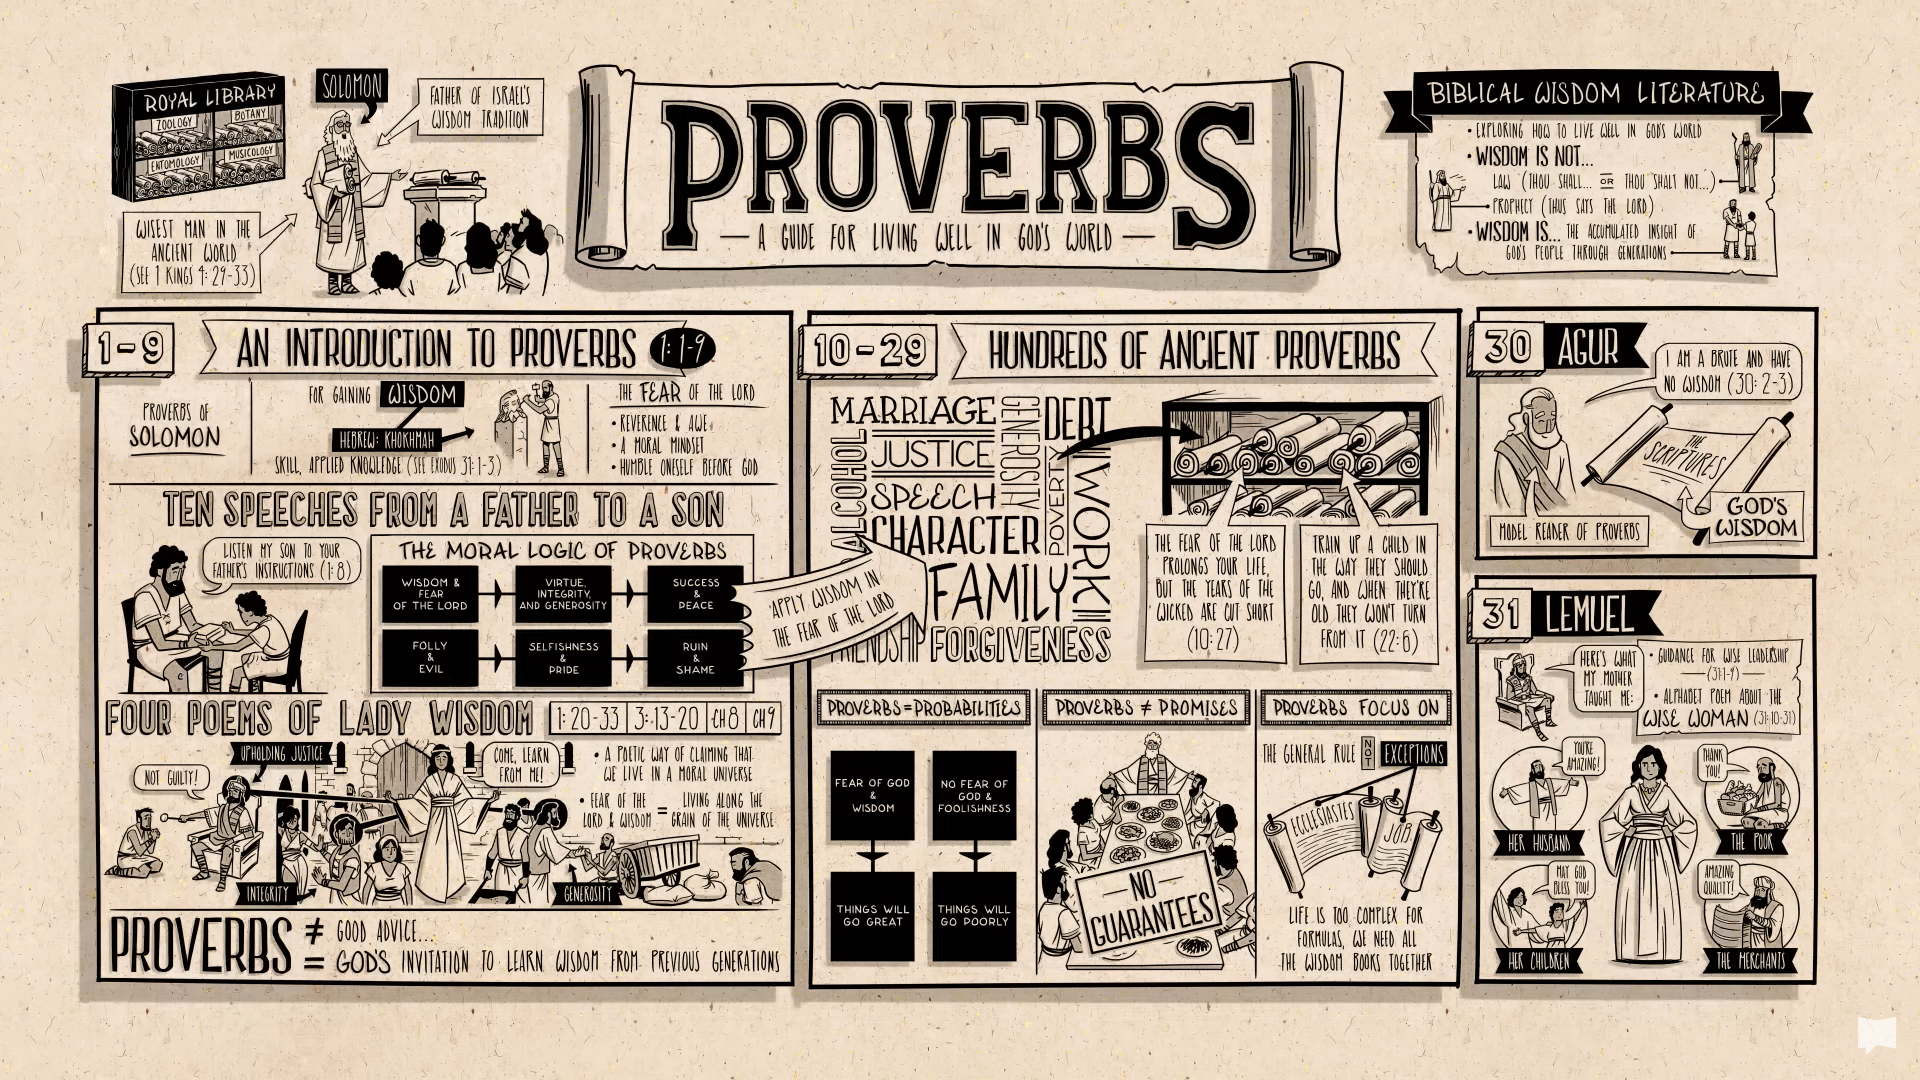 ROYAL LIBRARY
ZOOLOGY
BOTANY
ENTOMOLOGY
MUSICOLOGY
SOLOMON
FATHER OF ISRAEL'S
WISDOM TRADITION
WISEST MAN IN THE
ANCIENT WORLD
(SEE 1 KINGS 4:29-33)
PROVERBS
— A GUIDE FOR LIVING WELL IN GOD'S WORLD —
BIBLICAL WISDOM LITERATURE
• EXPLORING HOW TO LIVE WELL IN GOD'S WORLD
• WISDOM IS NOT...
LAW (THOU SHALL... OR THOU SHALT NOT...)
PROPHECY (THUS SAYS THE LORD)
• WISDOM IS... THE ACCUMULATED INSIGHT OF
GOD'S PEOPLE THROUGH GENERATIONS
1-9
AN INTRODUCTION TO PROVERBS
1:1-9
PROVERBS OF
SOLOMON
FOR GAINING WISDOM
HEBREW: KHOKHMAH
SKILL, APPLIED KNOWLEDGE (SEE EXODUS 31:1-3)
THE FEAR OF THE LORD
• REVERENCE & AWE
• A MORAL MINDSET
• HUMBLE ONESELF BEFORE GOD
TEN SPEECHES FROM A FATHER TO A SON
LISTEN MY SON TO YOUR
FATHER'S INSTRUCTIONS (1:8)
THE MORAL LOGIC OF PROVERBS
WISDOM &
FEAR
OF THE LORD
VIRTUE,
INTEGRITY,
AND GENEROSITY
SUCCESS
&
PEACE
FOLLY
&
EVIL
SELFISHNESS
&
PRIDE
RUIN
&
SHAME
APPLY WISDOM IN
THE FEAR OF THE LORD
FOUR POEMS OF LADY WISDOM
1:20-33
3:13-20
CH 8
CH 9
UPHOLDING JUSTICE
NOT GUILTY!
COME, LEARN
FROM ME!
INTEGRITY
GENEROSITY
• A POETIC WAY OF CLAIMING THAT
WE LIVE IN A MORAL UNIVERSE
• FEAR OF THE
LORD & WISDOM
=
LIVING ALONG THE
GRAIN OF THE UNIVERSE
PROVERBS
≠ GOOD ADVICE...
= GOD'S INVITATION TO LEARN WISDOM FROM PREVIOUS GENERATIONS
10-29
HUNDREDS OF ANCIENT PROVERBS
MARRIAGE
GENEROSITY
DEBT
JUSTICE
ALCOHOL
SPEECH
POVERTY
WORK
CHARACTER
FAMILY
FRIENDSHIP
FORGIVENESS
THE FEAR OF THE LORD
PROLONGS YOUR LIFE,
BUT THE YEARS OF THE
WICKED ARE CUT SHORT
(10:27)
TRAIN UP A CHILD IN
THE WAY THEY SHOULD
GO, AND WHEN THEY'RE
OLD THEY WON'T TURN
FROM IT (22:6)
PROVERBS=PROBABILITIES
FEAR OF GOD
&
WISDOM
NO FEAR OF
GOD &
FOOLISHNESS
THINGS WILL
GO GREAT
THINGS WILL
GO POORLY
PROVERBS ≠ PROMISES
— NO —
GUARANTEES
PROVERBS FOCUS ON
THE GENERAL RULE NOT EXCEPTIONS
ECCLESIASTES
JOB
LIFE IS TOO COMPLEX FOR
FORMULAS, WE NEED ALL
THE WISDOM BOOKS TOGETHER
30
AGUR
I AM A BRUTE AND HAVE
NO WISDOM (30:2-3)
THE
SCRIPTURES
GOD'S
WISDOM
MODEL READER OF PROVERBS
31
LEMUEL
HERE'S WHAT
MY MOTHER
TAUGHT ME:
• GUIDANCE FOR WISE LEADERSHIP
(31:1-9)
• ALPHABET POEM ABOUT THE
WISE WOMAN (31:10-31)
YOU'RE
AMAZING!
HER HUSBAND
THANK
YOU!
THE POOR
MAY GOD
BLESS YOU!
HER CHILDREN
AMAZING
QUALITY!
THE MERCHANTS